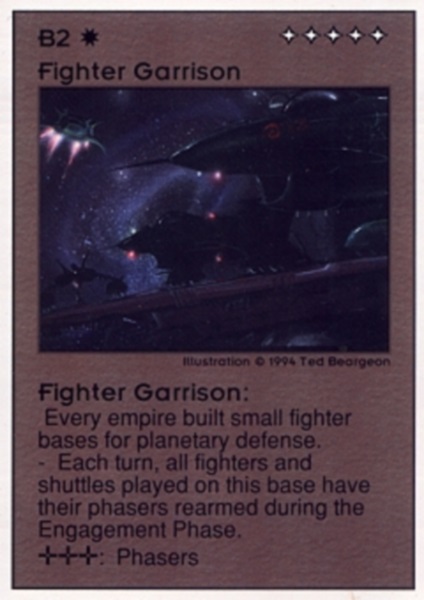 B2
Fighter Garrison
Illustration © 1994 Ted Beargeon
Fighter Garrison:
Every empire built small fighter
bases for planetary defense.
- Each turn, all fighters and
shuttles played on this base have
their phasers rearmed during the
Engagement Phase.
: Phasers